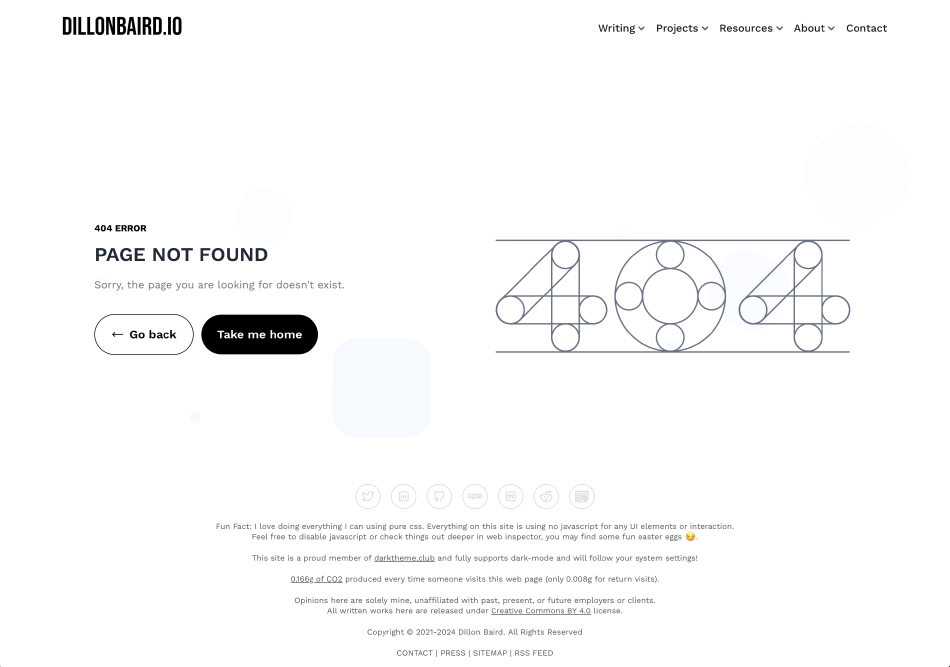 DILLONBAIRD.IO
Writing Projects Resources About Contact
404 ERROR
PAGE NOT FOUND
Sorry, the page you are looking for doesn't exist.
← Go back Take me home
404
Fun Fact: I love doing everything I can using pure css. Everything on this site is using no javascript for any UI elements or interaction.
Feel free to disable javascript or check things out deeper in web inspector, you may find some fun easter eggs 😉.
This site is a proud member of darktheme.club and fully supports dark-mode and will follow your system settings!
0.166g of CO2 produced every time someone visits this web page (only 0.008g for return visits).
Opinions here are solely mine, unaffiliated with past, present, or future employers or clients.
All written works here are released under Creative Commons BY 4.0 license.
Copyright © 2021-2024 Dillon Baird. All Rights Reserved
CONTACT | PRESS | SITEMAP | RSS FEED